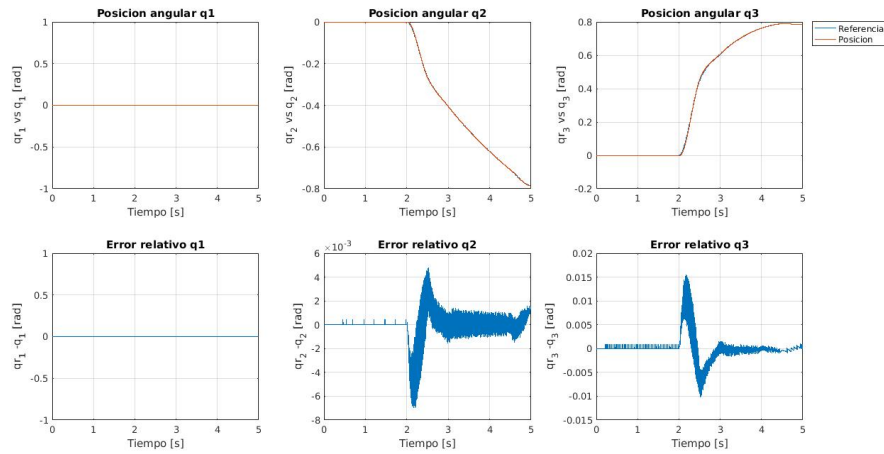 Posicion angular q1
1
0.5
0
-0.5
-1
qr1 vs q1 [rad]
0 1 2 3 4 5
Tiempo [s]
Posicion angular q2
0
-0.2
-0.4
-0.6
-0.8
qr2 vs q2 [rad]
0 1 2 3 4 5
Tiempo [s]
Posicion angular q3
0.8
0.6
0.4
0.2
0
-0.2
qr3 vs q3 [rad]
0 1 2 3 4 5
Tiempo [s]
Referencia
Posicion
Error relativo q1
1
0.5
0
-0.5
-1
qr1 -q1 [rad]
0 1 2 3 4 5
Tiempo [s]
Error relativo q2
×10-3
6
4
2
0
-2
-4
-6
-8
qr2 -q2 [rad]
0 1 2 3 4 5
Tiempo [s]
Error relativo q3
0.02
0.015
0.01
0.005
0
-0.005
-0.01
-0.015
qr3 -q3 [rad]
0 1 2 3 4 5
Tiempo [s]